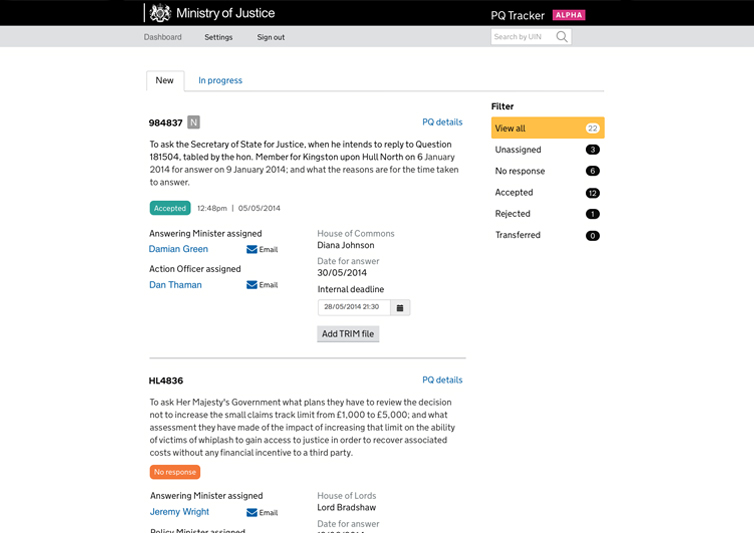 Ministry of Justice
PQ Tracker ALPHA
Dashboard Settings Sign out
Search by UIN
New In progress
984837 N PQ details
To ask the Secretary of State for Justice, when he intends to reply to Question
181504, tabled by the hon. Member for Kingston upon Hull North on 6 January
2014 for answer on 9 January 2014; and what the reasons are for the time taken
to answer.
Accepted 12:48pm | 05/05/2014
Answering Minister assigned
Damian Green Email
Action Officer assigned
Dan Thaman Email
House of Commons
Diana Johnson
Date for answer
30/05/2014
Internal deadline
28/05/2014 21:30
Add TRIM file
HL4836 PQ details
To ask Her Majesty's Government what plans they have to review the decision
not to increase the small claims track limit from £1,000 to £5,000; and what
assessment they have made of the impact of increasing that limit on the ability
of victims of whiplash to gain access to justice in order to recover associated
costs without any financial incentive to a third party.
No response
Answering Minister assigned
Jeremy Wright Email
Policy Minister assigned
House of Lords
Lord Bradshaw
Date for answer
Filter
View all 22
Unassigned 3
No response 6
Accepted 12
Rejected 1
Transferred 0